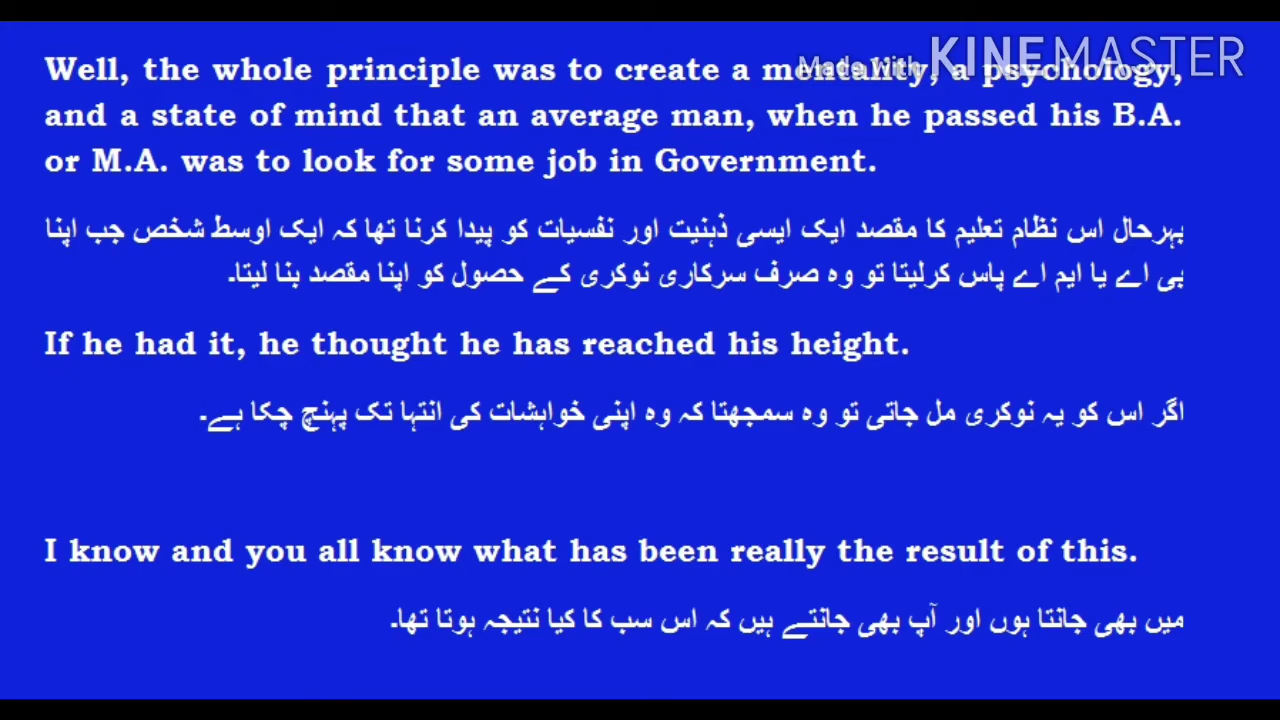 Made with KINEMASTER
Well, the whole principle was to create a mentality, a psychology,
and a state of mind that an average man, when he passed his B.A.
or M.A. was to look for some job in Government.
بہرحال اس نظام تعلیم کا مقصد ایک ایسی ذہنیت اور نفسیات کو پیدا کرنا تھا کہ ایک اوسط شخص جب اپنا
بی اے یا ایم اے پاس کرلیتا تو وہ صرف سرکاری نوکری کے حصول کو اپنا مقصد بنا لیتا۔
If he had it, he thought he has reached his height.
اگر اس کو یہ نوکری مل جاتی تو وہ سمجھتا کہ وہ اپنی خواہشات کی انتہا تک پہنچ چکا ہے۔
I know and you all know what has been really the result of this.
میں بھی جانتا ہوں اور آپ بھی جانتے ہیں کہ اس سب کا کیا نتیجہ ہوتا تھا۔